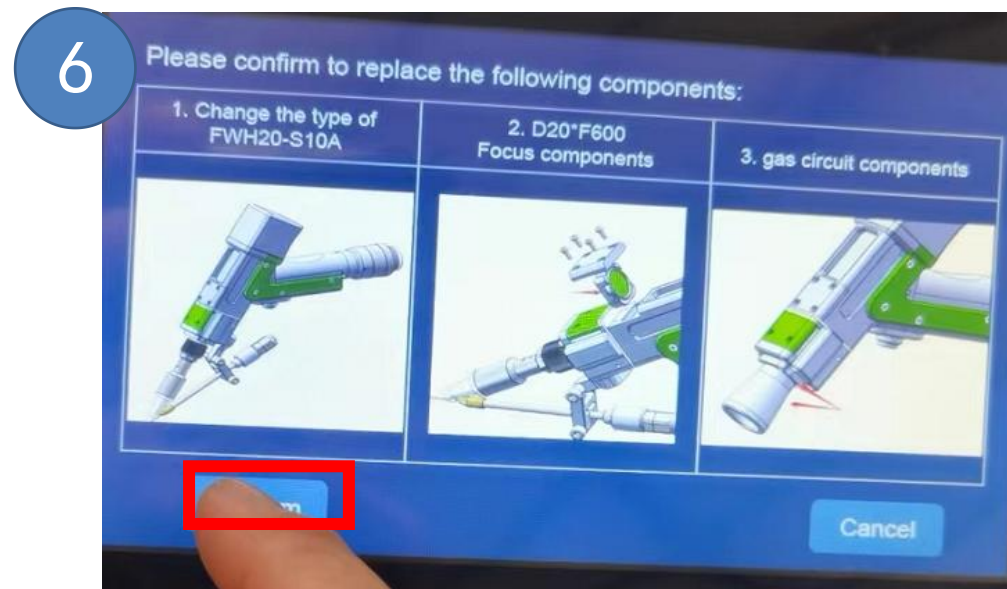 6
Please confirm to replace the following components:
1. Change the type of
FWH20-S10A
2. D20*F600
Focus components
3. gas circuit components
Cancel